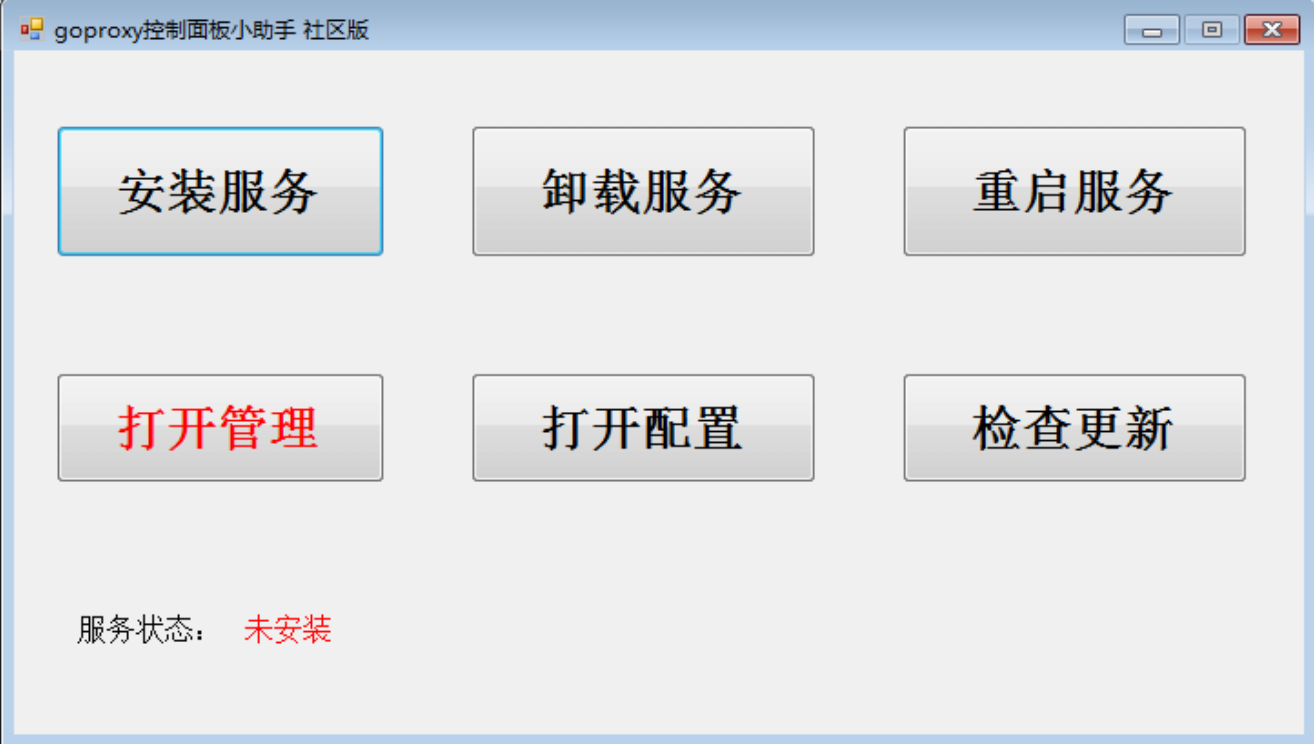 goproxy控制面板小助手 社区版
安装服务 卸载服务 重启服务
打开管理 打开配置 检查更新
服务状态： 未安装